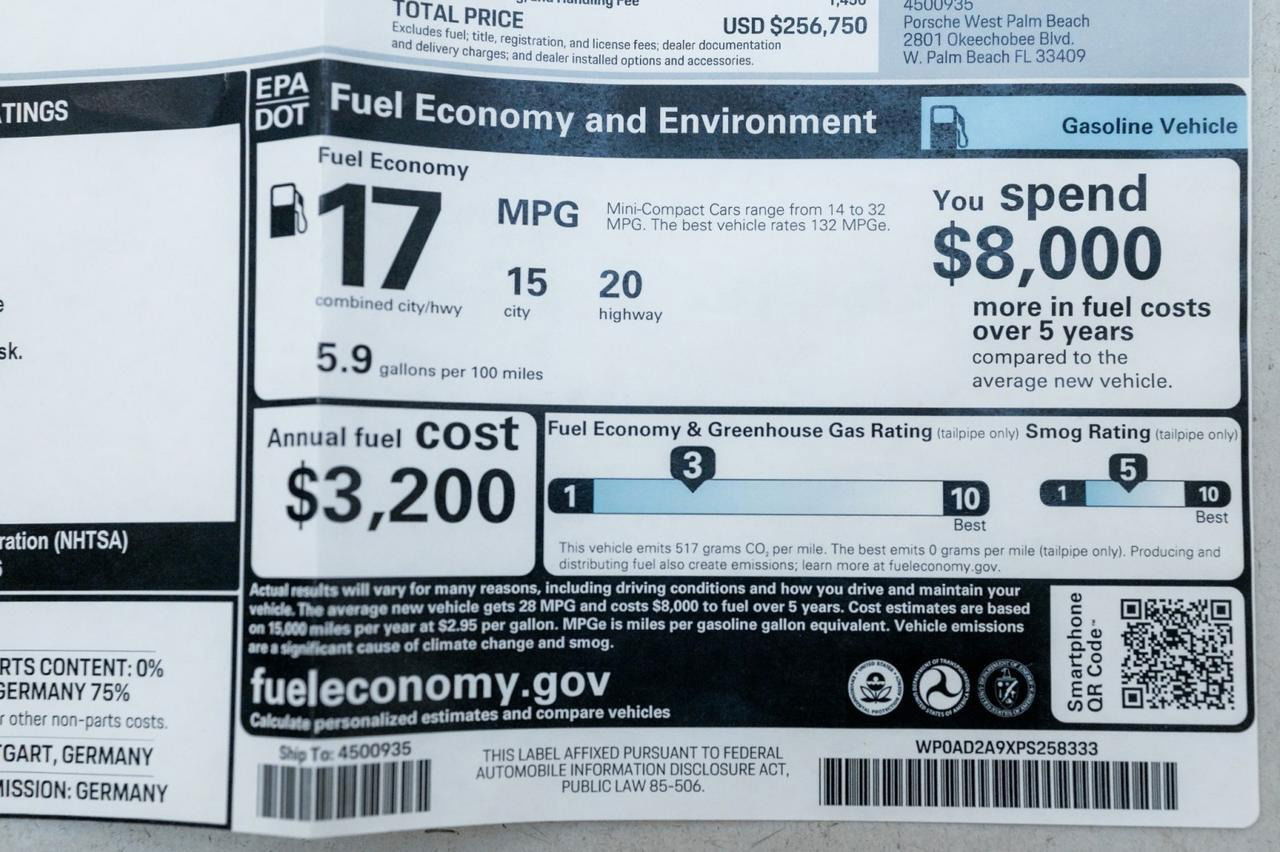 TOTAL PRICE USD $256,750
Excludes fuel; title, registration, and license fees; dealer documentation
and delivery charges; and dealer installed options and accessories.
4500935
Porsche West Palm Beach
2801 Okeechobee Blvd.
W. Palm Beach FL 33409
TINGS
sk.
ration (NHTSA)
RTS CONTENT: 0%
GERMANY 75%
r other non-parts costs.
TGART, GERMANY
MISSION: GERMANY
EPA
DOT
Fuel Economy and Environment
Gasoline Vehicle
Fuel Economy
17
MPG
combined city/hwy
Mini-Compact Cars range from 14 to 32
MPG. The best vehicle rates 132 MPGe.
15
city
20
highway
5.9 gallons per 100 miles
You spend
$8,000
more in fuel costs
over 5 years
compared to the
average new vehicle.
Annual fuel cost
$3,200
Fuel Economy & Greenhouse Gas Rating (tailpipe only)
3
1 10
Best
Smog Rating (tailpipe only)
5
1 10
Best
This vehicle emits 517 grams CO₂ per mile. The best emits 0 grams per mile (tailpipe only). Producing and
distributing fuel also create emissions; learn more at fueleconomy.gov.
Actual results will vary for many reasons, including driving conditions and how you drive and maintain your
vehicle. The average new vehicle gets 28 MPG and costs $8,000 to fuel over 5 years. Cost estimates are based
on 15,000 miles per year at $2.95 per gallon. MPGe is miles per gasoline gallon equivalent. Vehicle emissions
are a significant cause of climate change and smog.
fueleconomy.gov
Calculate personalized estimates and compare vehicles
Smartphone
QR Code™
Ship To: 4500935
THIS LABEL AFFIXED PURSUANT TO FEDERAL
AUTOMOBILE INFORMATION DISCLOSURE ACT,
PUBLIC LAW 85-506.
WP0AD2A9XPS258333